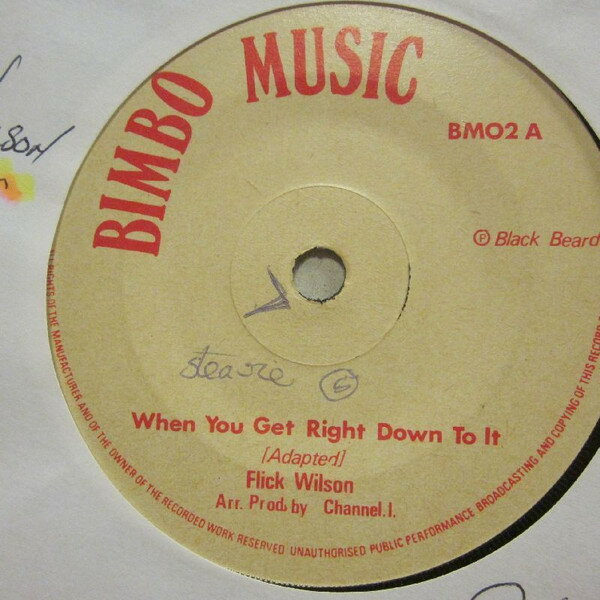 BIMBO MUSIC
BM02 A
℗ Black Beard
stearie 6
When You Get Right Down To It
[Adapted]
Flick Wilson
Arr. Prod. by Channel.I.
ALL RIGHTS OF THE MANUFACTURER AND OF THE OWNER OF THE RECORDED WORK RESERVED UNAUTHORISED PUBLIC PERFORMANCE BROADCASTING AND COPYING OF THIS RECORD